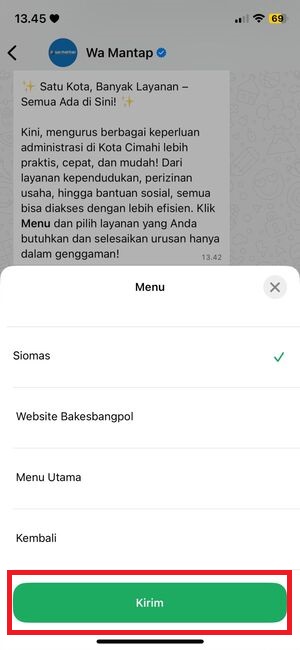 13.45
69
Wa Mantap
✨ Satu Kota, Banyak Layanan –
Semua Ada di Sini! ✨
Kini, mengurus berbagai keperluan
administrasi di Kota Cimahi lebih
praktis, cepat, dan mudah! Dari
layanan kependudukan, perizinan
usaha, hingga bantuan sosial, semua
bisa diakses dengan lebih efisien. Klik
Menu dan pilih layanan yang Anda
butuhkan dan selesaikan urusan hanya
dalam genggaman!
13.42
Menu
Siomas
Website Bakesbangpol
Menu Utama
Kembali
Kirim